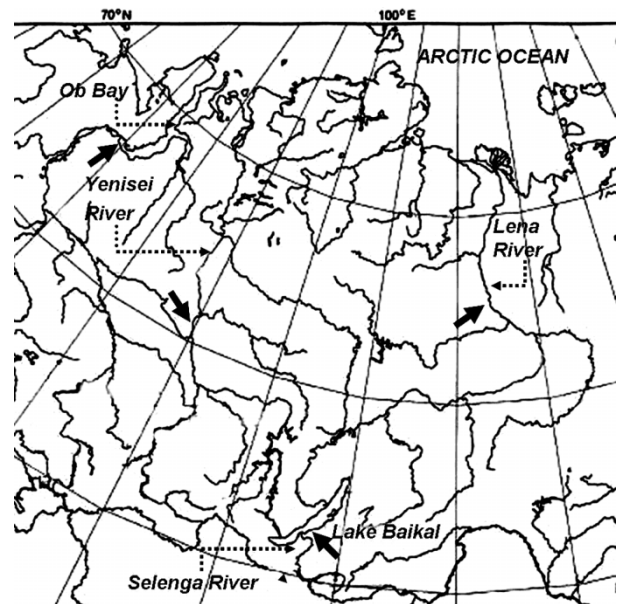 70°N
100°E
ARCTIC OCEAN
Ob Bay
Yenisei
River
Lena
River
Lake Baikal
Selenga River